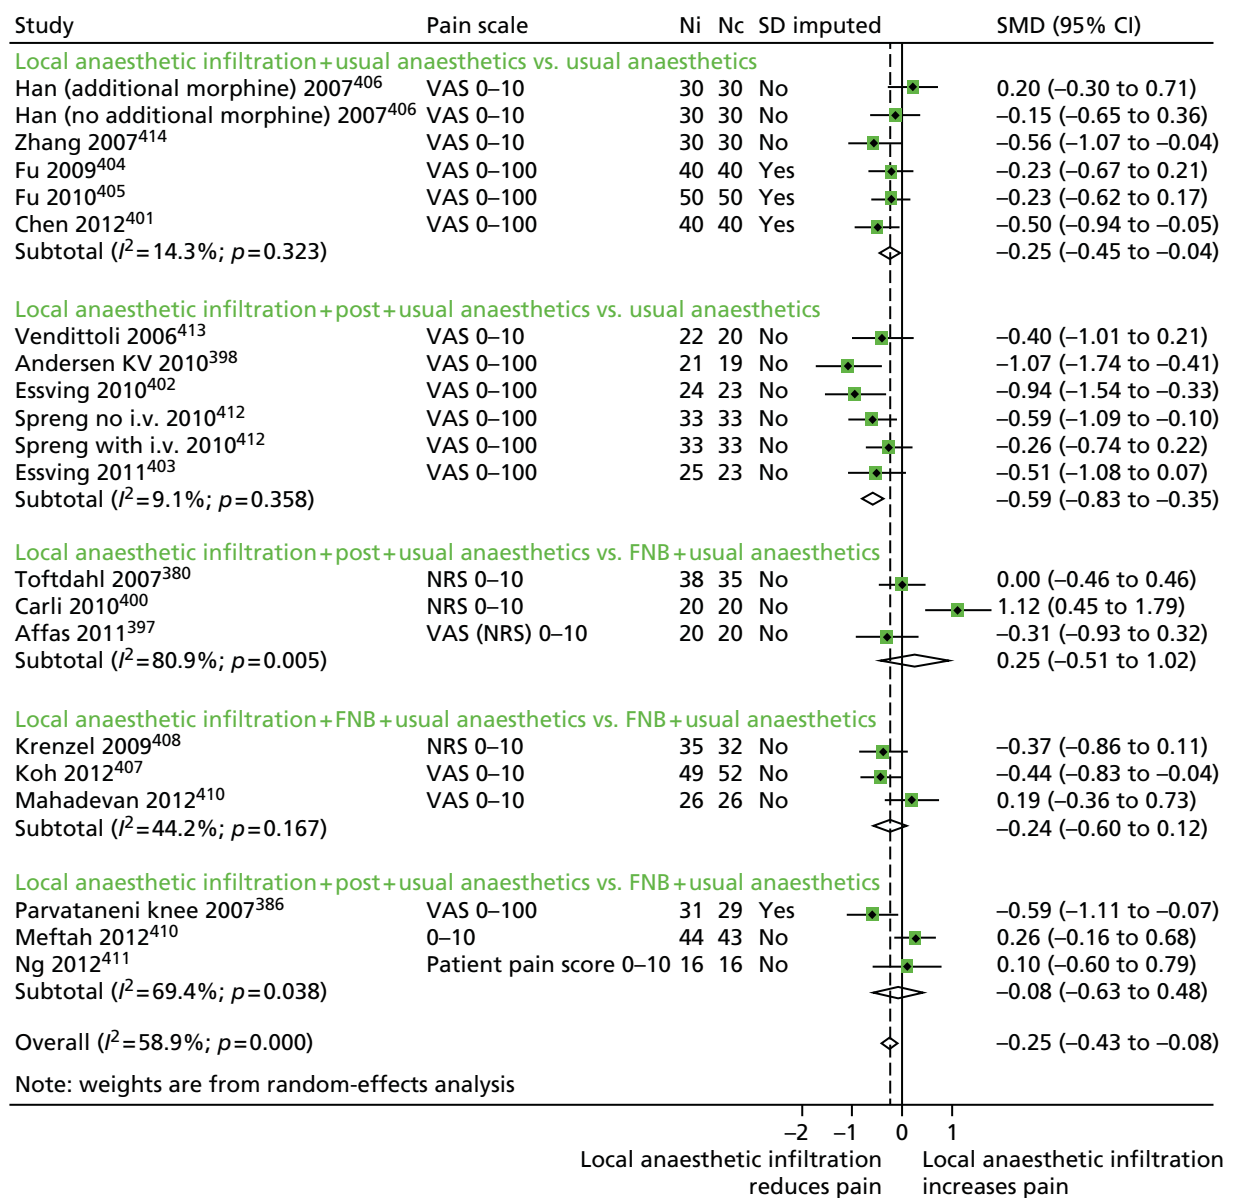 Study Pain scale Ni Nc SD imputed SMD (95% CI)
Local anaesthetic infiltration+usual anaesthetics vs. usual anaesthetics
Han (additional morphine) 2007406 VAS 0–10 30 30 No 0.20 (–0.30 to 0.71)
Han (no additional morphine) 2007406 VAS 0–10 30 30 No –0.15 (–0.65 to 0.36)
Zhang 2007414 VAS 0–10 30 30 No –0.56 (–1.07 to –0.04)
Fu 2009404 VAS 0–100 40 40 Yes –0.23 (–0.67 to 0.21)
Fu 2010405 VAS 0–100 50 50 Yes –0.23 (–0.62 to 0.17)
Chen 2012401 VAS 0–100 40 40 Yes –0.50 (–0.94 to –0.05)
Subtotal (I2=14.3%; p=0.323) –0.25 (–0.45 to –0.04)
Local anaesthetic infiltration+post+usual anaesthetics vs. usual anaesthetics
Vendittoli 2006413 VAS 0–10 22 20 No –0.40 (–1.01 to 0.21)
Andersen KV 2010398 VAS 0–100 21 19 No –1.07 (–1.74 to –0.41)
Essving 2010402 VAS 0–100 24 23 No –0.94 (–1.54 to –0.33)
Spreng no i.v. 2010412 VAS 0–100 33 33 No –0.59 (–1.09 to –0.10)
Spreng with i.v. 2010412 VAS 0–100 33 33 No –0.26 (–0.74 to 0.22)
Essving 2011403 VAS 0–100 25 23 No –0.51 (–1.08 to 0.07)
Subtotal (I2=9.1%; p=0.358) –0.59 (–0.83 to –0.35)
Local anaesthetic infiltration+post+usual anaesthetics vs. FNB+usual anaesthetics
Toftdahl 2007380 NRS 0–10 38 35 No 0.00 (–0.46 to 0.46)
Carli 2010400 NRS 0–10 20 20 No 1.12 (0.45 to 1.79)
Affas 2011397 VAS (NRS) 0–10 20 20 No –0.31 (–0.93 to 0.32)
Subtotal (I2=80.9%; p=0.005) 0.25 (–0.51 to 1.02)
Local anaesthetic infiltration+FNB+usual anaesthetics vs. FNB+usual anaesthetics
Krenzel 2009408 NRS 0–10 35 32 No –0.37 (–0.86 to 0.11)
Koh 2012407 VAS 0–10 49 52 No –0.44 (–0.83 to –0.04)
Mahadevan 2012410 VAS 0–10 26 26 No 0.19 (–0.36 to 0.73)
Subtotal (I2=44.2%; p=0.167) –0.24 (–0.60 to 0.12)
Local anaesthetic infiltration+post+usual anaesthetics vs. FNB+usual anaesthetics
Parvataneni knee 2007386 VAS 0–100 31 29 Yes –0.59 (–1.11 to –0.07)
Meftah 2012410 0–10 44 43 No 0.26 (–0.16 to 0.68)
Ng 2012411 Patient pain score 0–10 16 16 No 0.10 (–0.60 to 0.79)
Subtotal (I2=69.4%; p=0.038) –0.08 (–0.63 to 0.48)
Overall (I2=58.9%; p=0.000) –0.25 (–0.43 to –0.08)
Note: weights are from random-effects analysis
–2 –1 0 1
Local anaesthetic infiltration Local anaesthetic infiltration
reduces pain increases pain